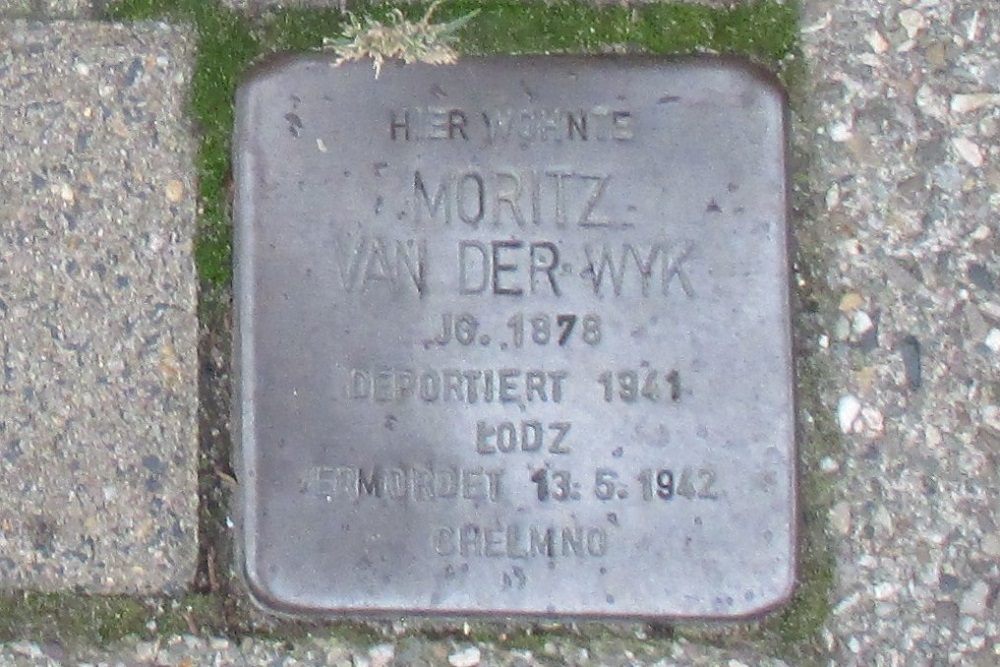 HIER WOHNTE
MORITZ
VAN DER WYK
JG. 1878
DEPORTIERT 1941
ŁODZ
ERMORDET 13.5.1942
CHELMNO